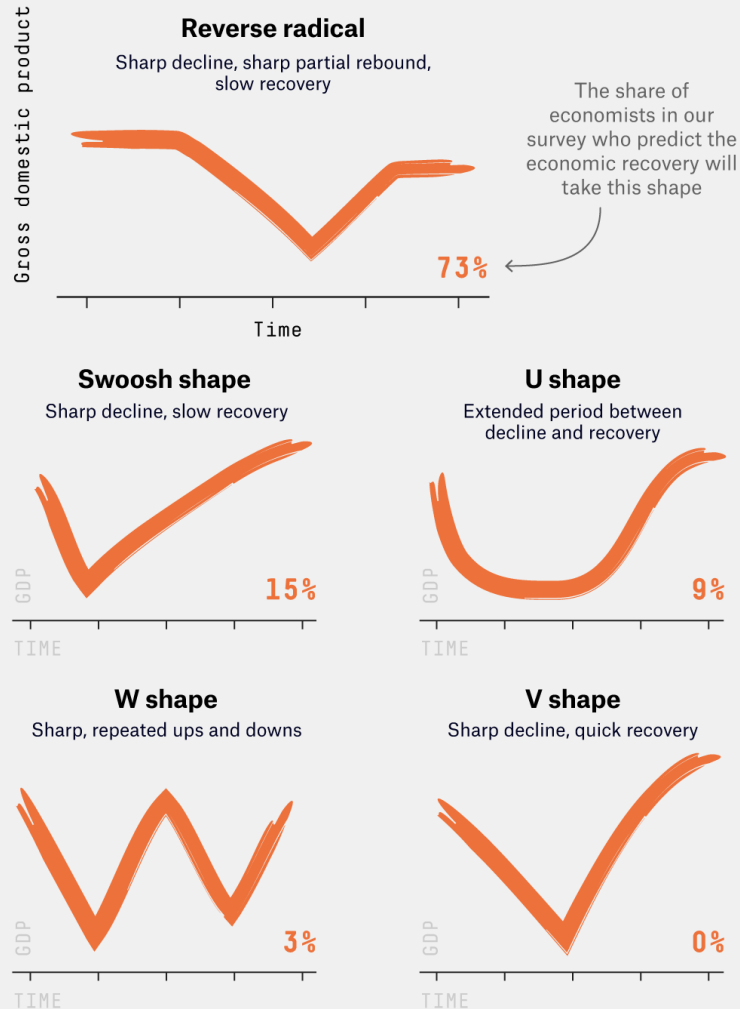 Gross domestic product
Reverse radical
Sharp decline, sharp partial rebound,
slow recovery
The share of
economists in our
survey who predict the
economic recovery will
take this shape
73%
Time
Swoosh shape
Sharp decline, slow recovery
GDP
15%
TIME
U shape
Extended period between
decline and recovery
GDP
9%
TIME
W shape
Sharp, repeated ups and downs
GDP
3%
TIME
V shape
Sharp decline, quick recovery
GDP
0%
TIME